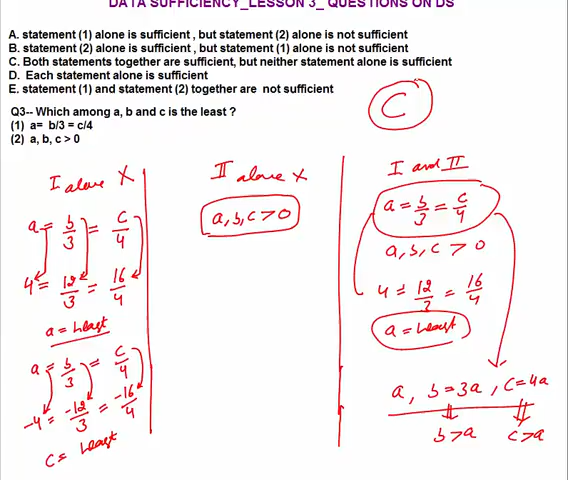 DATA SUFFICIENCY_LESSON 3_ QUESTIONS ON DS
A. statement (1) alone is sufficient , but statement (2) alone is not sufficient
B. statement (2) alone is sufficient , but statement (1) alone is not sufficient
C. Both statements together are sufficient, but neither statement alone is sufficient
D. Each statement alone is sufficient
E. statement (1) and statement (2) together are not sufficient
Q3-- Which among a, b and c is the least ?
(1) a= b/3 = c/4
(2) a, b, c > 0
C
I alone X
a = b/3 = c/4
4 = 12/3 = 16/4
a = least
a = b/3 = c/4
-4 = -12/3 = -16/4
c = least
II alone X
a, b, c > 0
I and II
a = b/3 = c/4
a, b, c > 0
4 = 12/3 = 16/4
a = least
a, b = 3a, c = 4a
b > a c > a